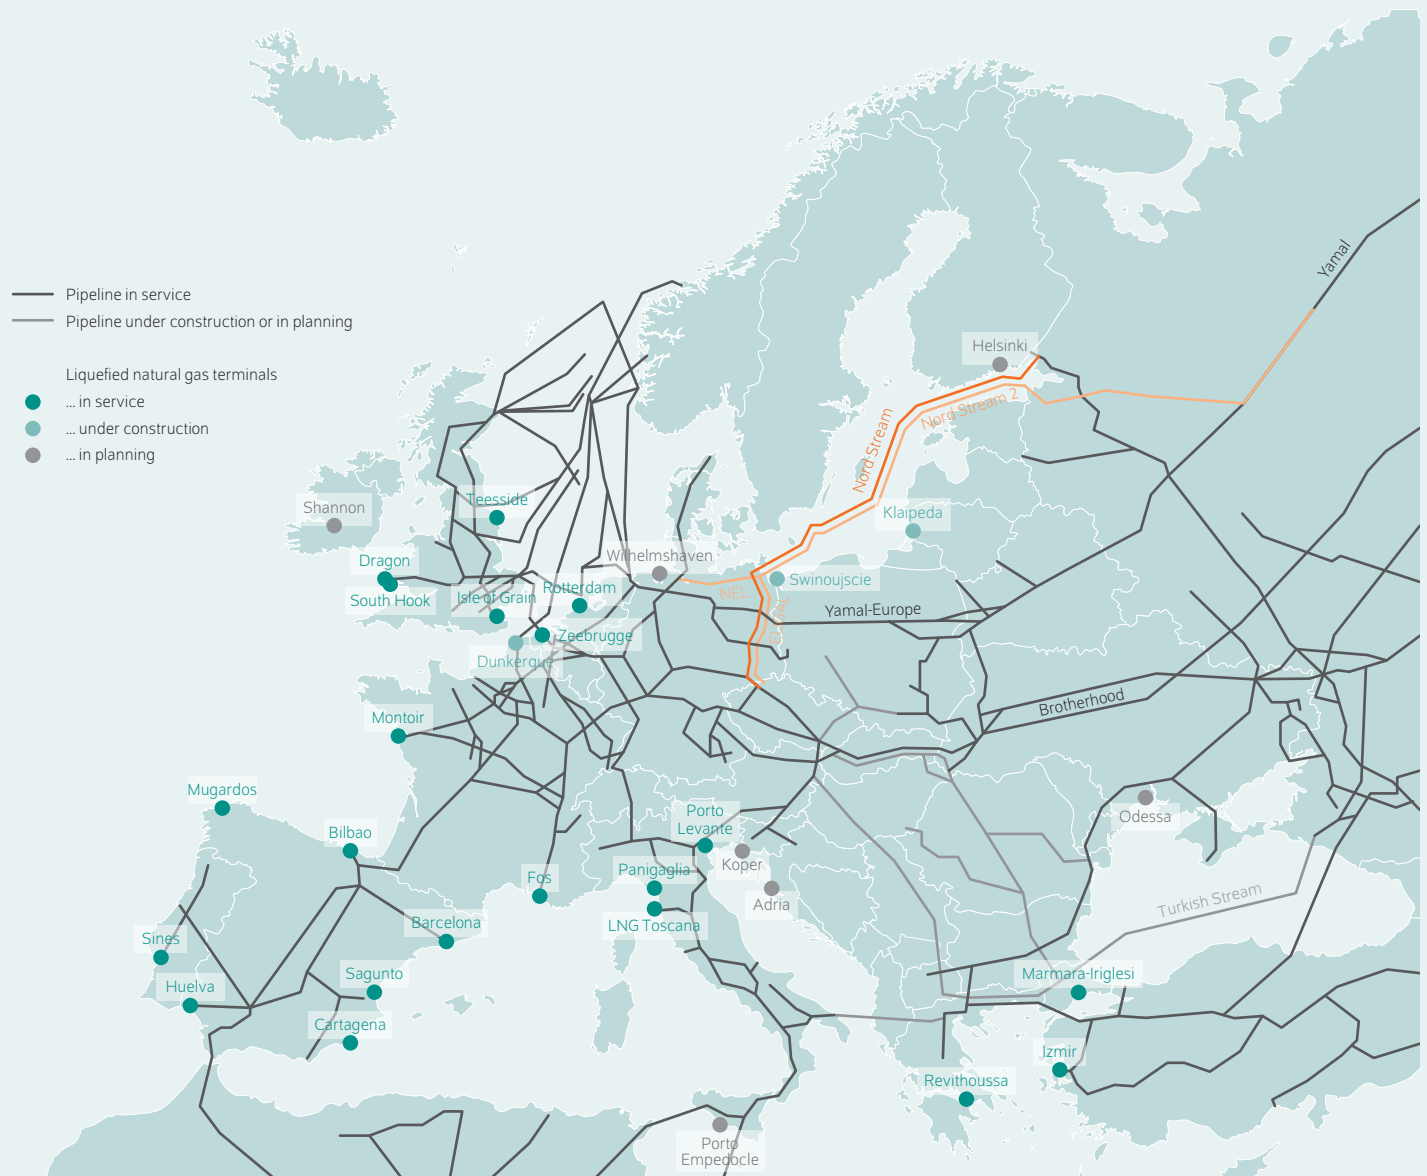 Pipeline in service
Pipeline under construction or in planning
Liquefied natural gas terminals
... in service
... under construction
... in planning
Yamal
Helsinki
Nord Stream 2
Nord Stream
Teesside
Shannon
Klaipeda
Wilhelmshaven
Dragon
South Hook
Isle of Grain
Rotterdam
Swinoujscie
NEL
OPAL
Yamal-Europe
Zeebrugge
Dunkerque
Brotherhood
Montoir
Mugardos
Bilbao
Porto
Levante
Odessa
Koper
Panigaglia
Fos
Adria
Turkish Stream
LNG Toscana
Barcelona
Sines
Sagunto
Marmara-Iriglesi
Huelva
Cartagena
Izmir
Revithoussa
Porto
Empedocle